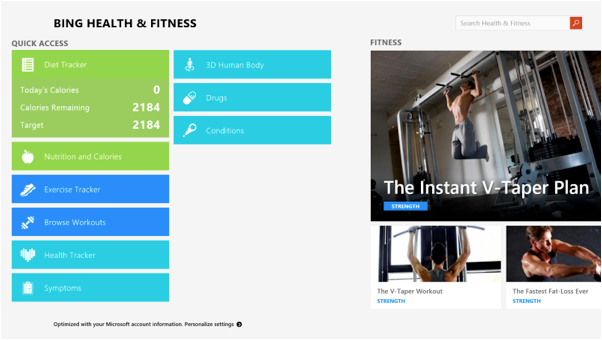 BING HEALTH & FITNESS
Search Health & Fitness
QUICK ACCESS
Diet Tracker
Today's Calories 0
Calories Remaining 2184
Target 2184
Nutrition and Calories
Exercise Tracker
Browse Workouts
Health Tracker
Symptoms
3D Human Body
Drugs
Conditions
FITNESS
The Instant V-Taper Plan
STRENGTH
The V-Taper Workout
STRENGTH
The Fastest Fat-Loss Ever
STRENGTH
Optimized with your Microsoft account information. Personalize settings